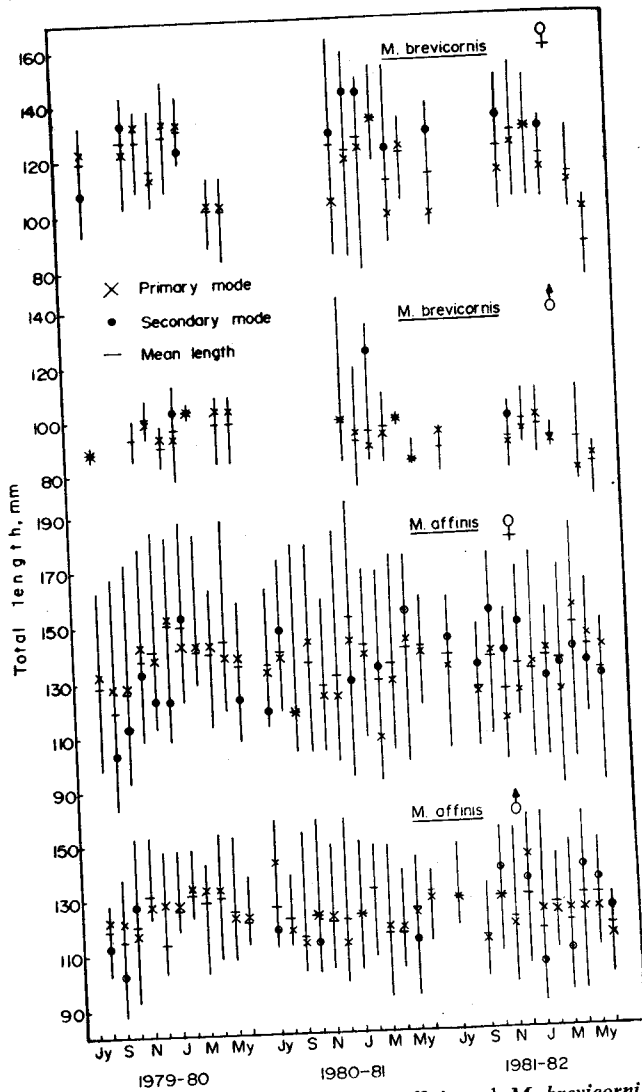 M. brevicornis ♀
160
140
120
100
80
× Primary mode
● Secondary mode
— Mean length
M. brevicornis ♂
140
120
100
80
Total length, mm
M. affinis ♀
190
170
150
130
110
90
M. affinis ♂
150
130
110
90
Jy S N J M My Jy S N J M My Jy S N J M My
1979-80 1980-81 1981-82
M. brevicorni